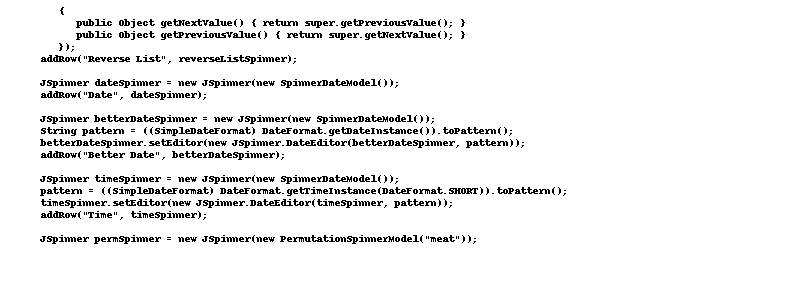 {
public Object getNextValue() { return super.getPreviousValue(); }
public Object getPreviousValue() { return super.getNextValue(); }
});
addRow("Reverse List", reverseListSpinner);
JSpinner dateSpinner = new JSpinner(new SpinnerDateModel());
addRow("Date", dateSpinner);
JSpinner betterDateSpinner = new JSpinner(new SpinnerDateModel());
String pattern = ((SimpleDateFormat) DateFormat.getDateInstance()).toPattern();
betterDateSpinner.setEditor(new JSpinner.DateEditor(betterDateSpinner, pattern));
addRow("Better Date", betterDateSpinner);
JSpinner timeSpinner = new JSpinner(new SpinnerDateModel());
pattern = ((SimpleDateFormat) DateFormat.getTimeInstance(DateFormat.SHORT)).toPattern();
timeSpinner.setEditor(new JSpinner.DateEditor(timeSpinner, pattern));
addRow("Time", timeSpinner);
JSpinner permSpinner = new JSpinner(new PermutationSpinnerModel("meat"));